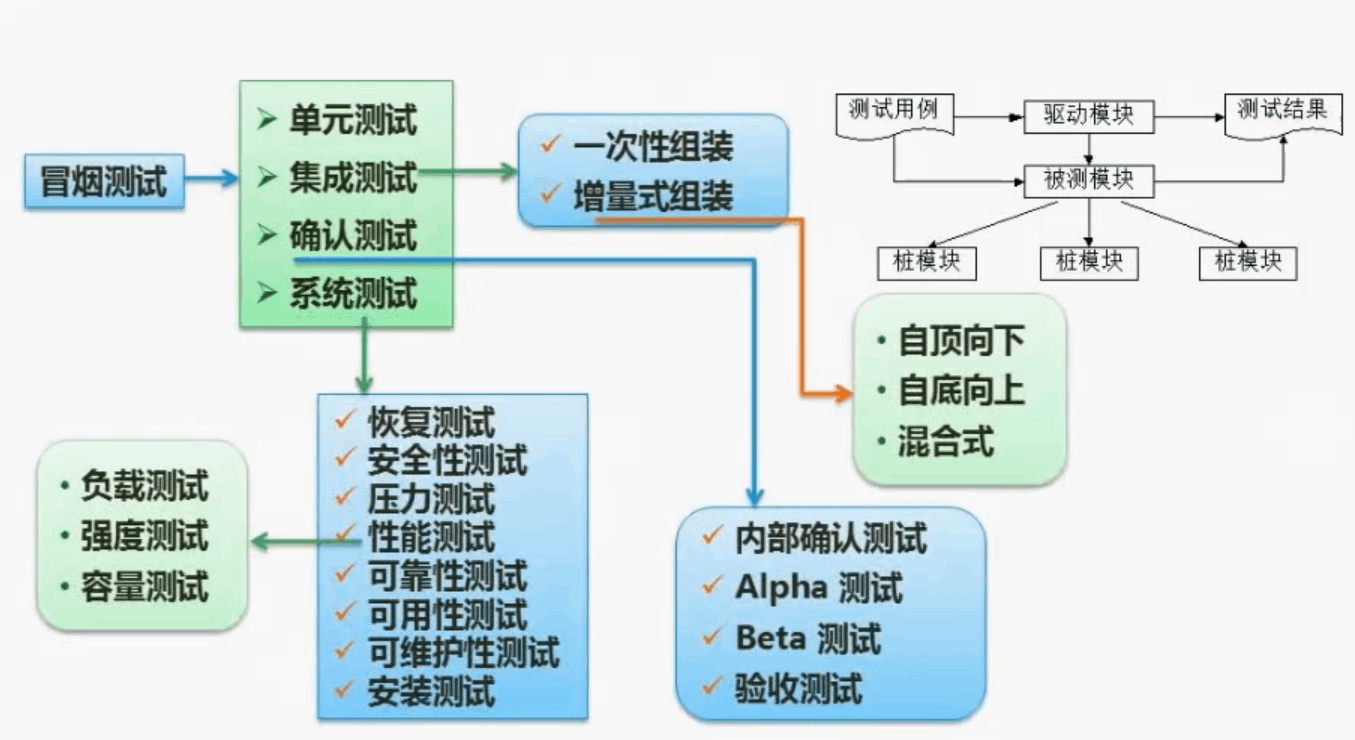 冒烟测试
单元测试
集成测试
确认测试
系统测试
一次性组装
增量式组装
测试用例
驱动模块
测试结果
被测模块
桩模块
桩模块
桩模块
自顶向下
自底向上
混合式
恢复测试
安全性测试
压力测试
性能测试
可靠性测试
可用性测试
可维护性测试
安装测试
负载测试
强度测试
容量测试
内部确认测试
Alpha 测试
Beta 测试
验收测试